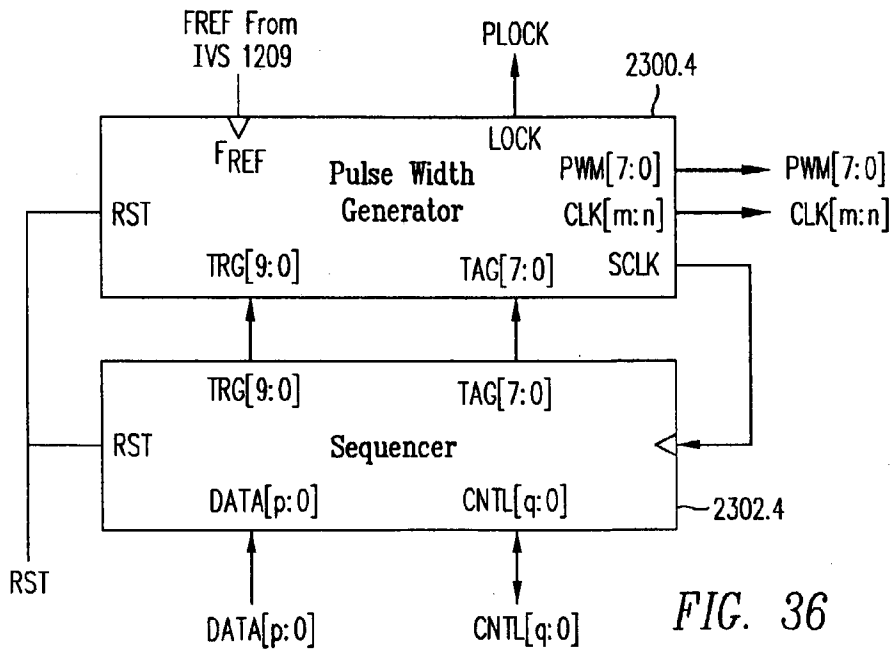 FREF From
IVS 1209
PLOCK
2300.4
FREF
LOCK
Pulse Width
Generator
PWM[7:0]
PWM[7:0]
RST
CLK[m:n]
CLK[m:n]
TRG[9:0]
TAG[7:0]
SCLK
TRG[9:0]
TAG[7:0]
RST
Sequencer
DATA[p:0]
CNTL[q:0]
2302.4
RST
DATA[p:0]
CNTL[q:0]
FIG. 36